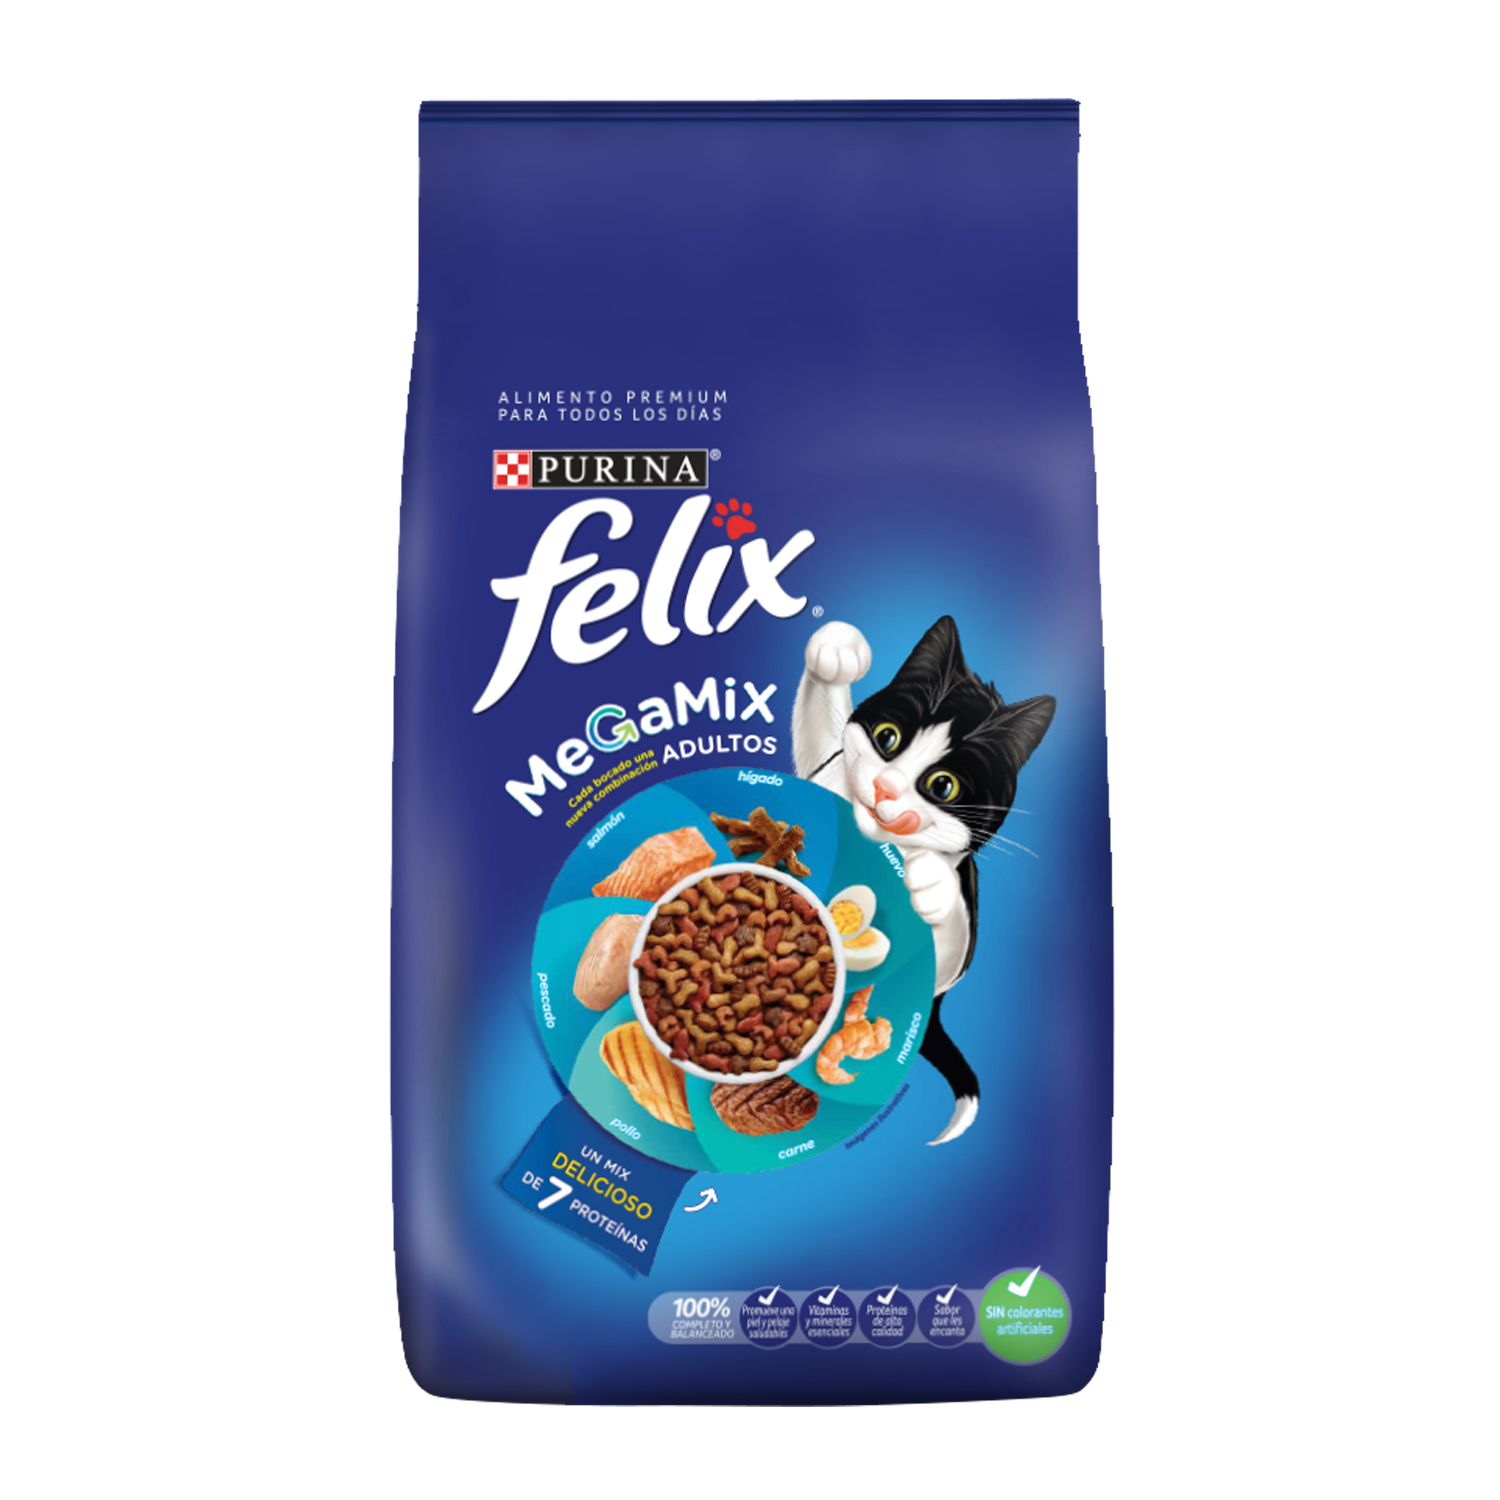 ALIMENTO PREMIUM
PARA TODOS LOS DÍAS
PURINA®
felix®
MeGaMiX
Cada bocado una
nueva combinación
ADULTOS
hígado
salmón
huevo
pescado
marisco
pollo
carne
Imágenes ilustrativas
UN MIX
DELICIOSO
DE 7 PROTEÍNAS
100%
COMPLETO Y
BALANCEADO
Promueve una
piel y pelaje
saludables
Vitaminas
y minerales
esenciales
Proteínas
de alta
calidad
Sabor
que les
encanta
SIN colorantes
artificiales